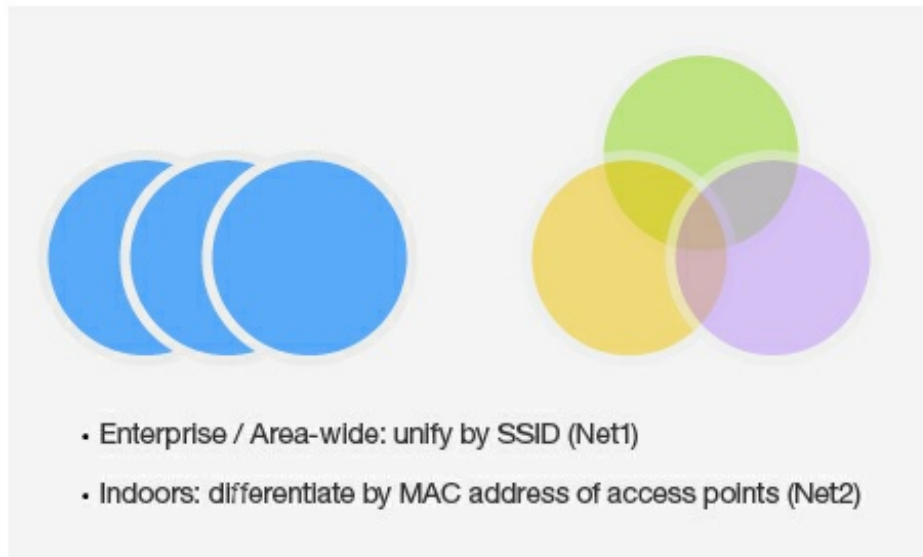 • Enterprise / Area-wide: unify by SSID (Net1)
• Indoors: differentiate by MAC address of access points (Net2)